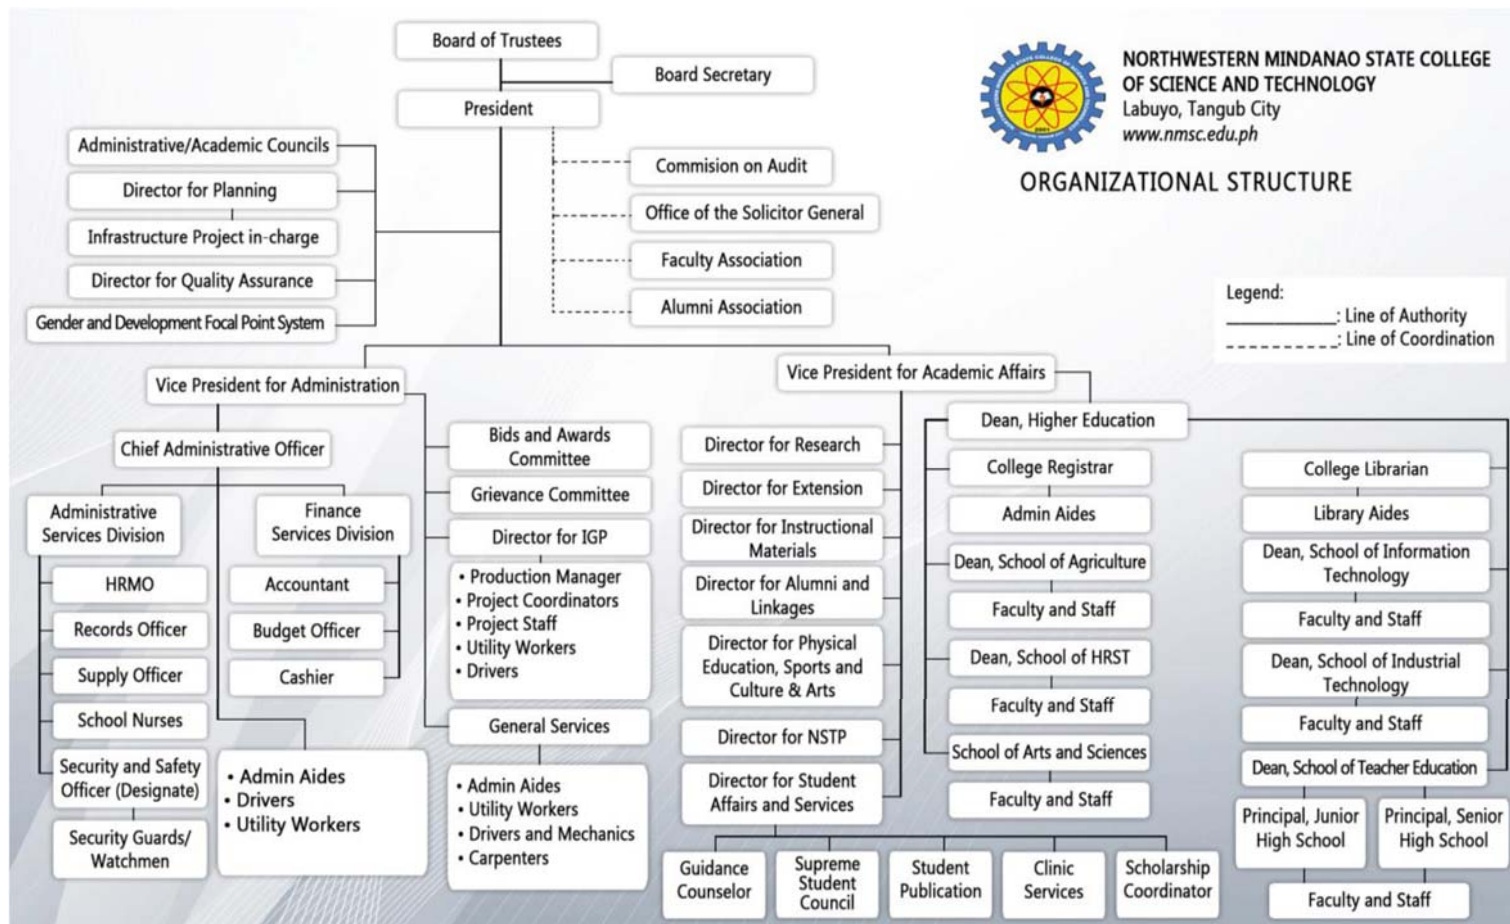 Board of Trustees
Board Secretary
President
NORTHWESTERN MINDANAO STATE COLLEGE
OF SCIENCE AND TECHNOLOGY
Labuyo, Tangub City
www.nmsc.edu.ph
ORGANIZATIONAL STRUCTURE
Administrative/Academic Councils
Director for Planning
Infrastructure Project in-charge
Director for Quality Assurance
Gender and Development Focal Point System
Commision on Audit
Office of the Solicitor General
Faculty Association
Alumni Association
Legend:
____________: Line of Authority
_ _ _ _ _ _ _ _: Line of Coordination
Vice President for Administration
Chief Administrative Officer
Administrative
Services Division
HRMO
Records Officer
Supply Officer
School Nurses
Security and Safety
Officer (Designate)
Security Guards/
Watchmen
Finance
Services Division
Accountant
Budget Officer
Cashier
• Admin Aides
• Drivers
• Utility Workers
Bids and Awards
Committee
Grievance Committee
Director for IGP
• Production Manager
• Project Coordinators
• Project Staff
• Utility Workers
• Drivers
General Services
• Admin Aides
• Utility Workers
• Drivers and Mechanics
• Carpenters
Vice President for Academic Affairs
Director for Research
Director for Extension
Director for Instructional
Materials
Director for Alumni and
Linkages
Director for Physical
Education, Sports and
Culture & Arts
Director for NSTP
Director for Student
Affairs and Services
Guidance
Counselor
Supreme
Student
Council
Student
Publication
Clinic
Services
Scholarship
Coordinator
Dean, Higher Education
College Registrar
Admin Aides
Dean, School of Agriculture
Faculty and Staff
Dean, School of HRST
Faculty and Staff
School of Arts and Sciences
Faculty and Staff
College Librarian
Library Aides
Dean, School of Information
Technology
Faculty and Staff
Dean, School of Industrial
Technology
Faculty and Staff
Dean, School of Teacher Education
Principal, Junior
High School
Principal, Senior
High School
Faculty and Staff